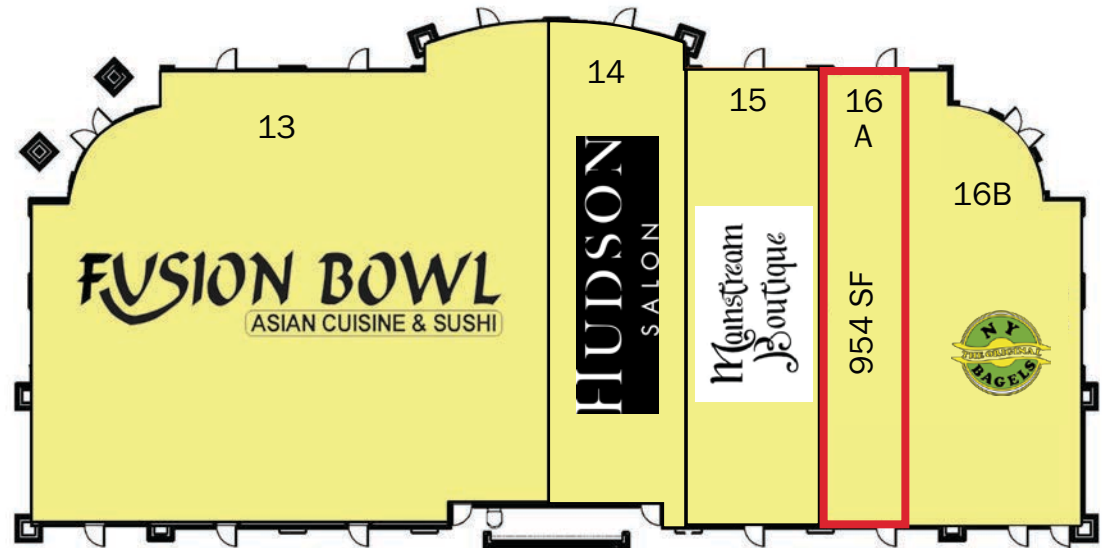 13
FUSION BOWL
ASIAN CUISINE & SUSHI
14
HUDSON
SALON
15
Mainstream
Boutique
16
A
954 SF
16B
NY
THE ORIGINAL
BAGELS